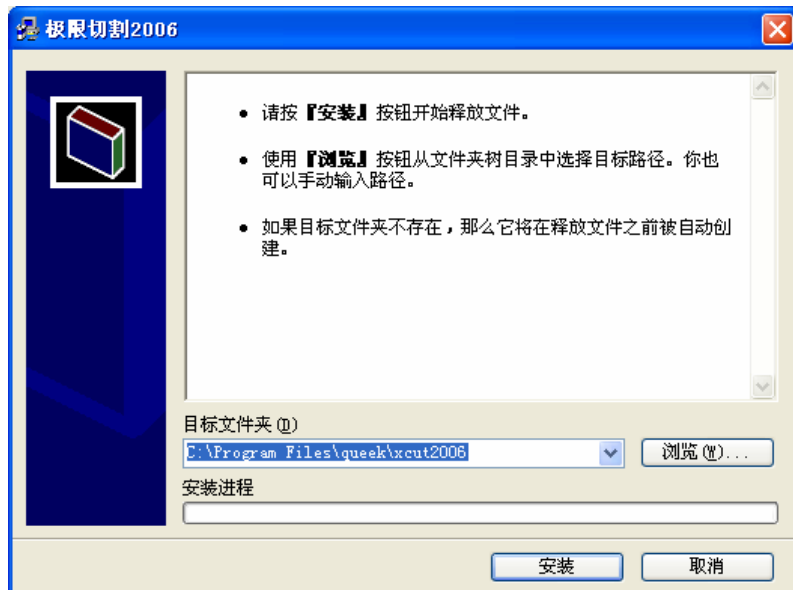 极限切割2006
• 请按『安装』按钮开始释放文件。
• 使用『浏览』按钮从文件夹树目录中选择目标路径。你也
可以手动输入路径。
• 如果目标文件夹不存在，那么它将在释放文件之前被自动创
建。
目标文件夹(D)
C:\Program Files\queek\xcut2006
浏览(W)...
安装进程
安装
取消